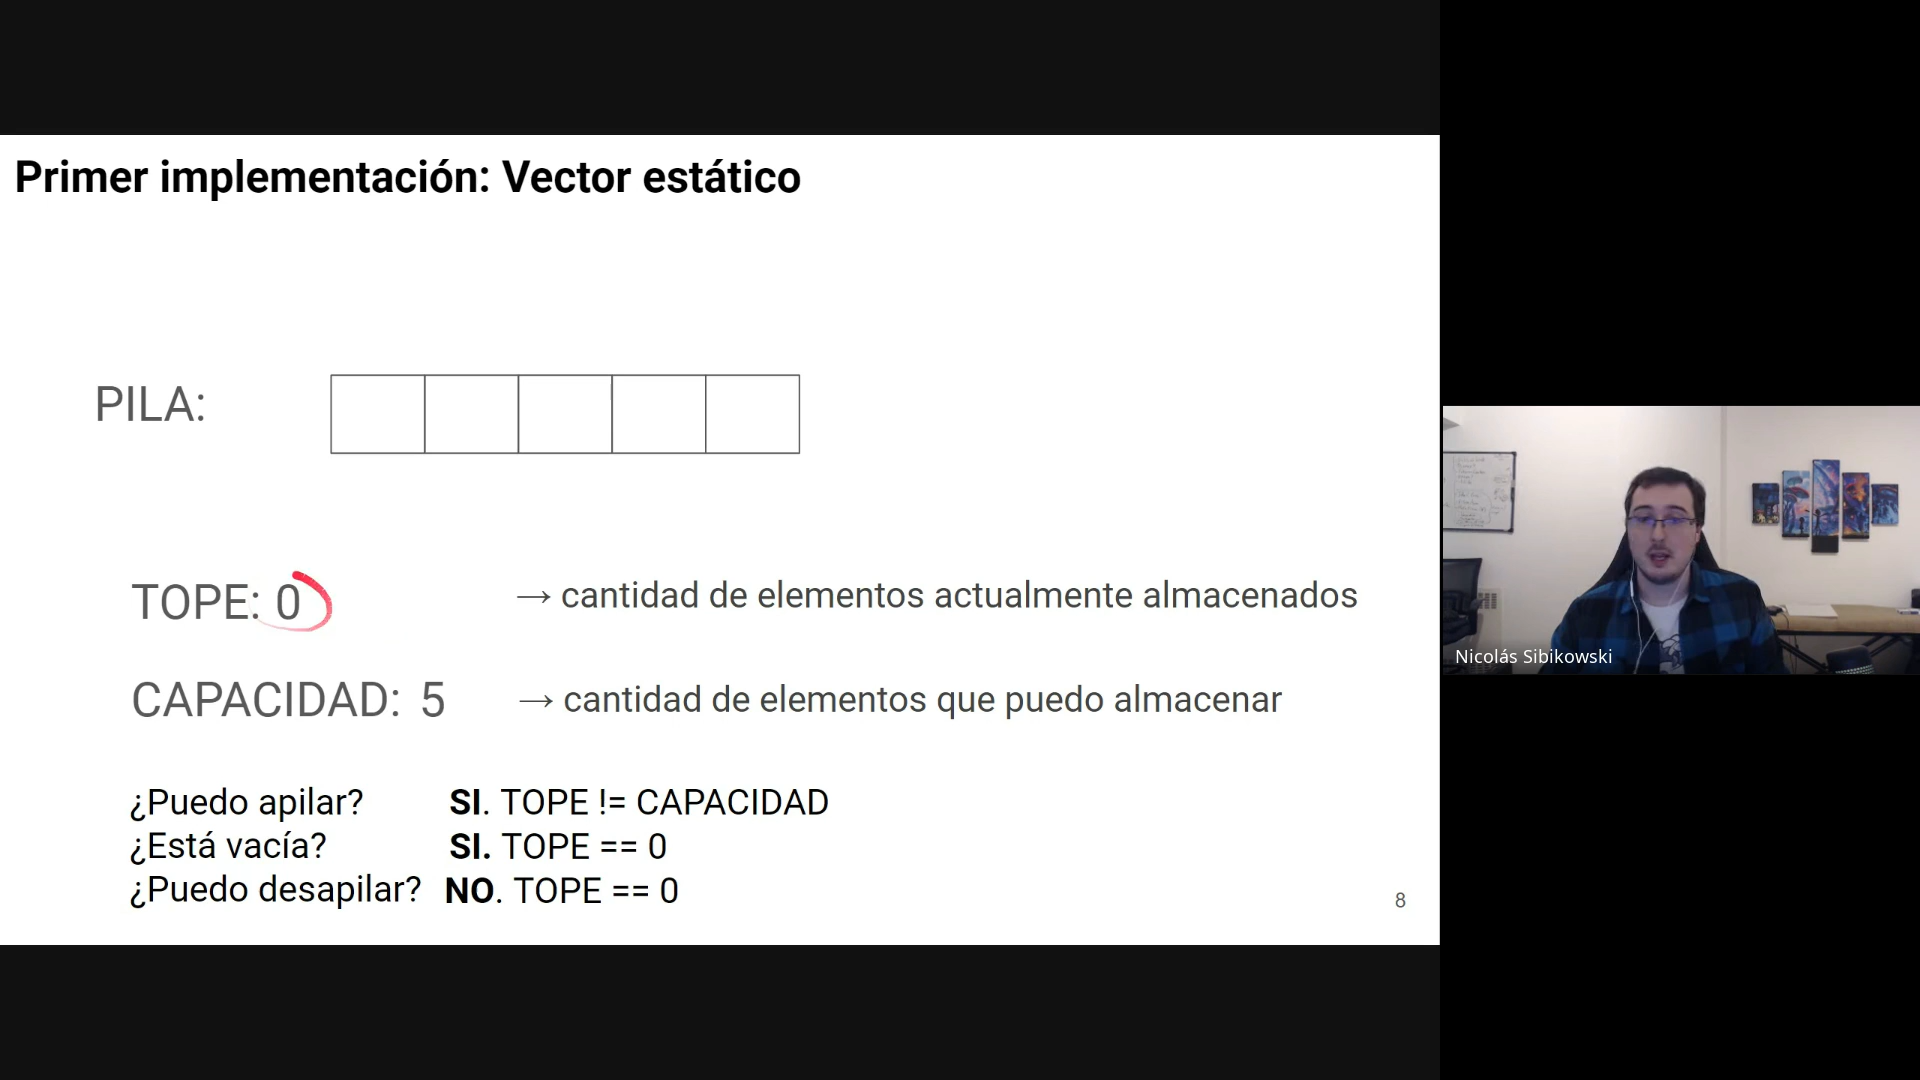 Primer implementación: Vector estático
PILA:
TOPE: 0 → cantidad de elementos actualmente almacenados
CAPACIDAD: 5 → cantidad de elementos que puedo almacenar
¿Puedo apilar? SI. TOPE != CAPACIDAD
¿Está vacía? SI. TOPE == 0
¿Puedo desapilar? NO. TOPE == 0
8
Nicolás Sibikowski